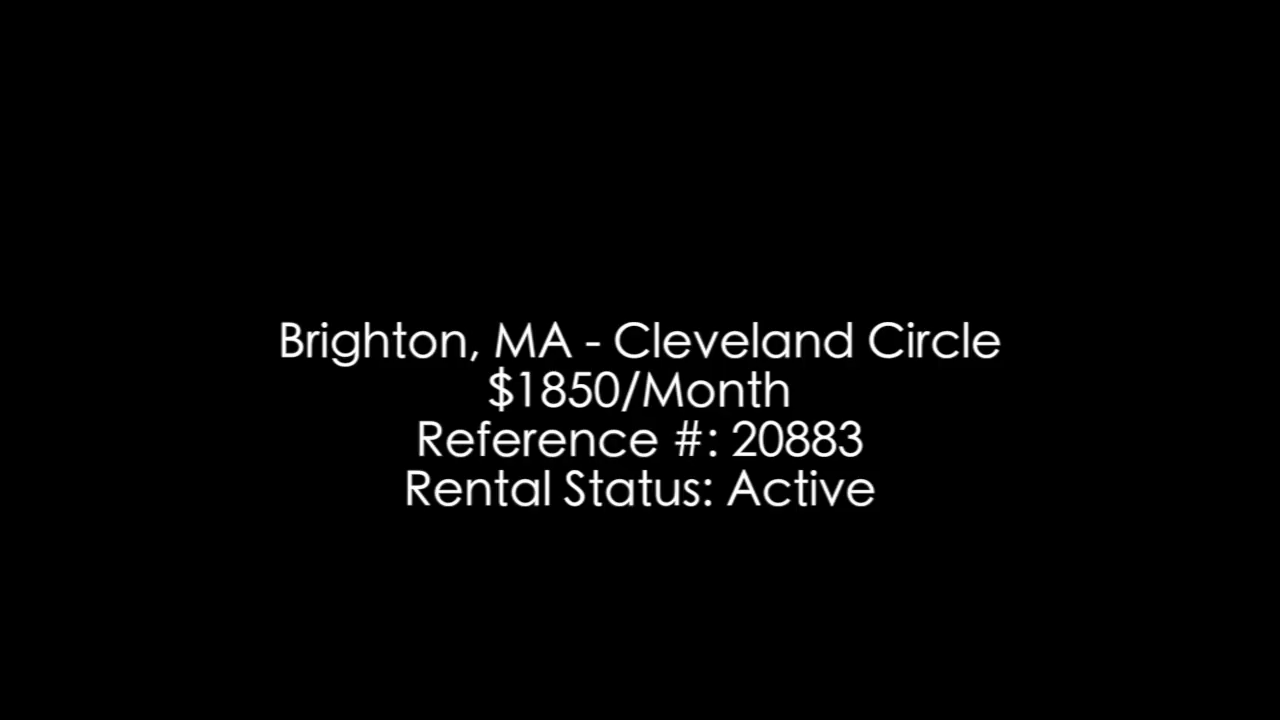 Brighton, MA - Cleveland Circle
$1850/Month
Reference #: 20883
Rental Status: Active